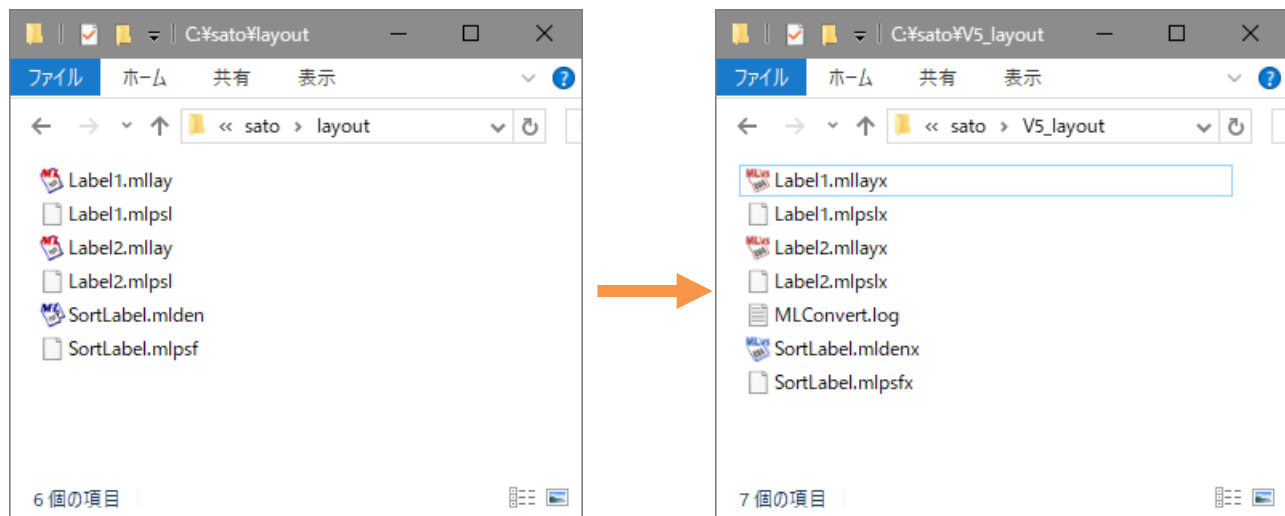 C:¥sato¥layout
ファイル ホーム 共有 表示
« sato › layout
Label1.mllay
Label1.mlpsl
Label2.mllay
Label2.mlpsl
SortLabel.mlden
SortLabel.mlpsf
6 個の項目
C:¥sato¥V5_layout
ファイル ホーム 共有 表示
« sato › V5_layout
Label1.mllayx
Label1.mlpslx
Label2.mllayx
Label2.mlpslx
MLConvert.log
SortLabel.mldenx
SortLabel.mlpsfx
7 個の項目